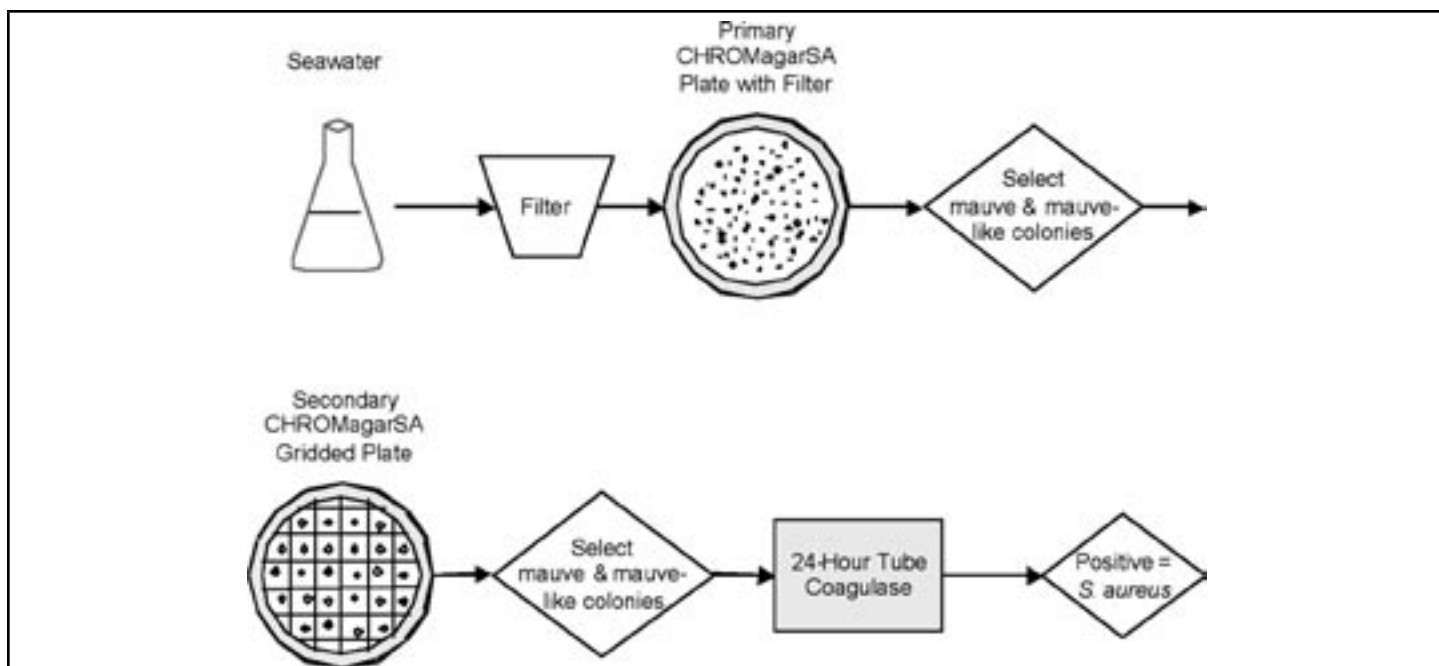 Seawater
Primary
CHROMagarSA
Plate with Filter
Filter
Select
mauve & mauve-
like colonies
Secondary
CHROMagarSA
Gridded Plate
Select
mauve & mauve-
like colonies
24-Hour Tube
Coagulase
Positive =
S. aureus